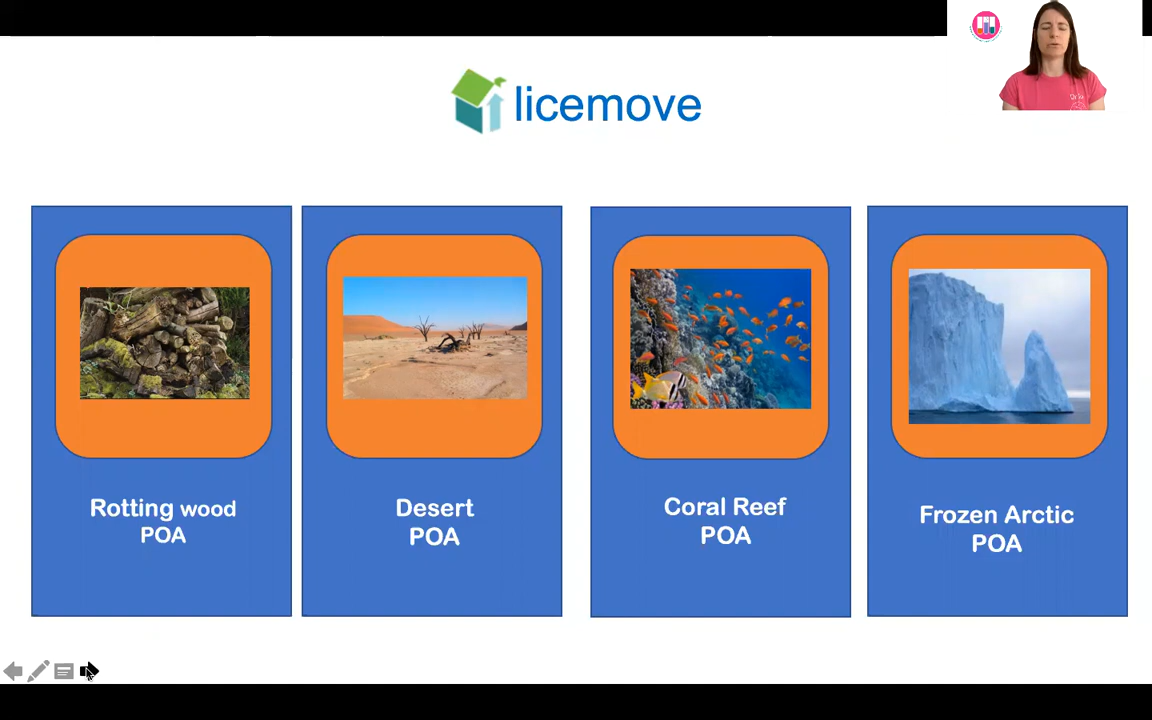 licemove
Rotting wood
POA
Desert
POA
Coral Reef
POA
Frozen Arctic
POA